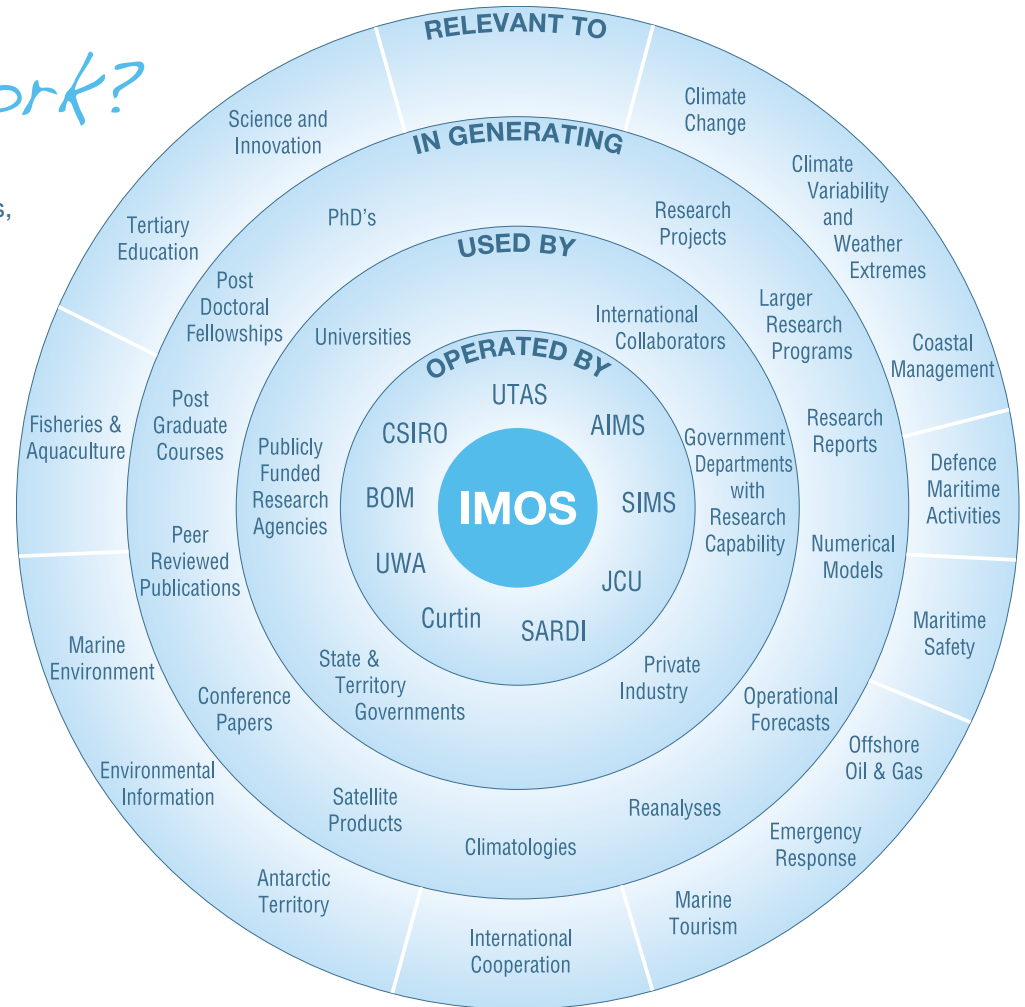 ork?
s,
RELEVANT TO
Science and
Innovation
Climate
Change
Climate
Variability
and
Weather
Extremes
Tertiary
Education
Coastal
Management
Fisheries &
Aquaculture
Defence
Maritime
Activities
Marine
Environment
Maritime
Safety
Environmental
Information
Offshore
Oil & Gas
Emergency
Response
Antarctic
Territory
International
Cooperation
Marine
Tourism
IN GENERATING
PhD's
Research
Projects
Post
Doctoral
Fellowships
Larger
Research
Programs
Post
Graduate
Courses
Research
Reports
Peer
Reviewed
Publications
Numerical
Models
Conference
Papers
Operational
Forecasts
Satellite
Products
Climatologies
Reanalyses
USED BY
Universities
International
Collaborators
Publicly
Funded
Research
Agencies
Government
Departments
with
Research
Capability
State &
Territory
Governments
Private
Industry
OPERATED BY
UTAS
CSIRO
AIMS
BOM
SIMS
UWA
JCU
Curtin
SARDI
IMOS